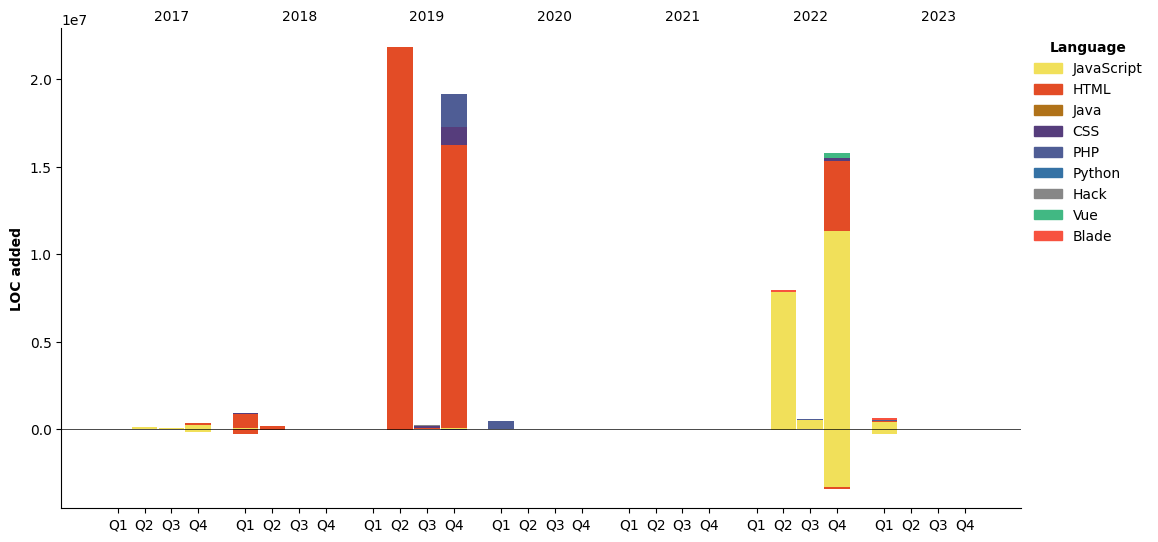 1e7
2017 2018 2019 2020 2021 2022 2023
LOC added
2.0
1.5
1.0
0.5
0.0
Q1 Q2 Q3 Q4 Q1 Q2 Q3 Q4 Q1 Q2 Q3 Q4 Q1 Q2 Q3 Q4 Q1 Q2 Q3 Q4 Q1 Q2 Q3 Q4 Q1 Q2 Q3 Q4
Language
JavaScript
HTML
Java
CSS
PHP
Python
Hack
Vue
Blade